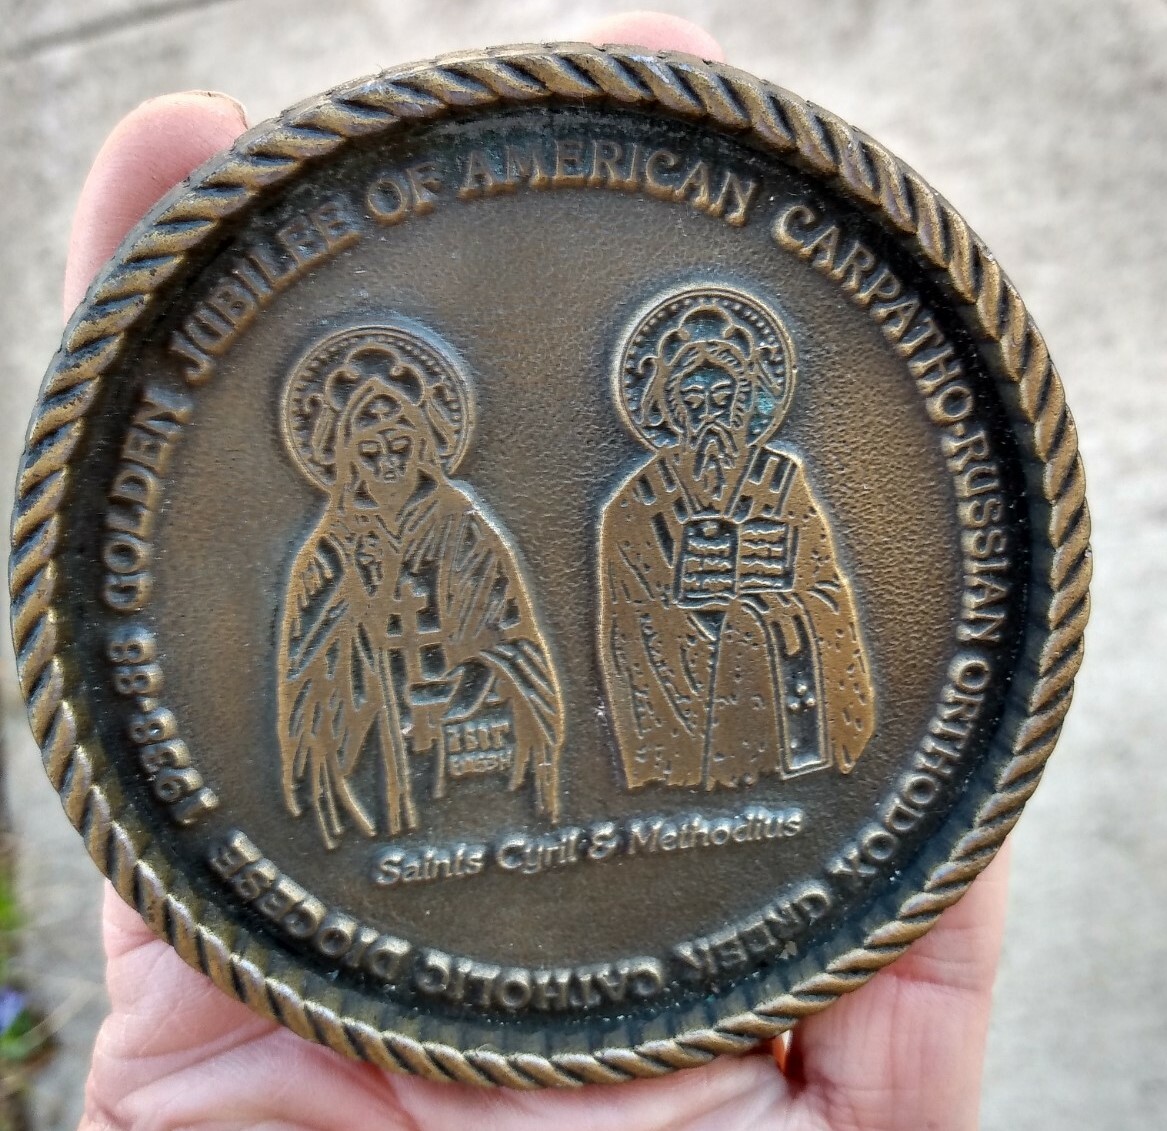 1938-88 GOLDEN JUBILEE OF AMERICAN CARPATHO-RUSSIAN ORTHODOX GREEK CATHOLIC DIOCESE
Saints Cyril & Methodius